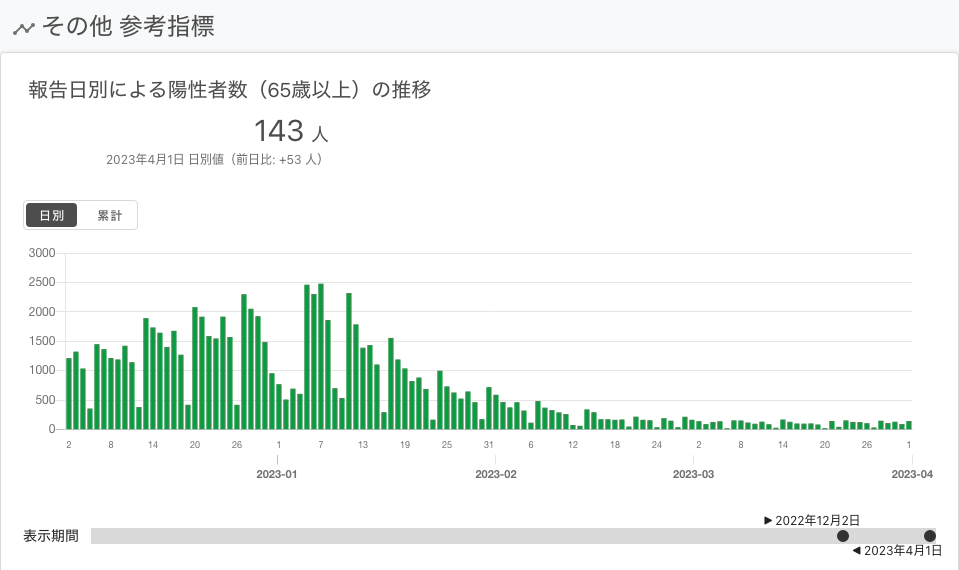 その他 参考指標
報告日別による陽性者数（65歳以上）の推移
143 人
2023年4月1日 日別値（前日比: +53 人）
日別 累計
3000
2500
2000
1500
1000
500
0
2 8 14 20 26 1 7 13 19 25 31 6 12 18 24 2 8 14 20 26 1
2023-01 2023-02 2023-03 2023-04
▶ 2022年12月2日
表示期間
◀ 2023年4月1日